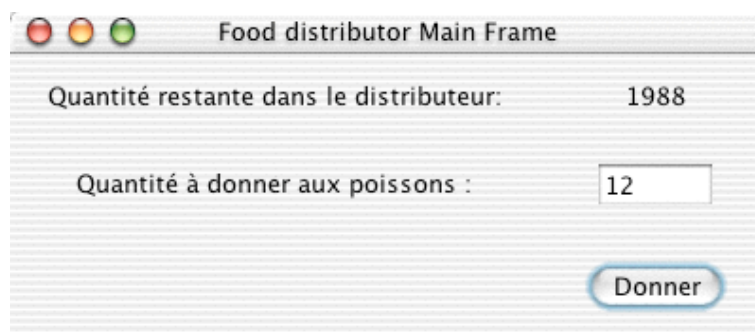 Food distributor Main Frame
Quantité restante dans le distributeur: 1988
Quantité à donner aux poissons : 12
Donner